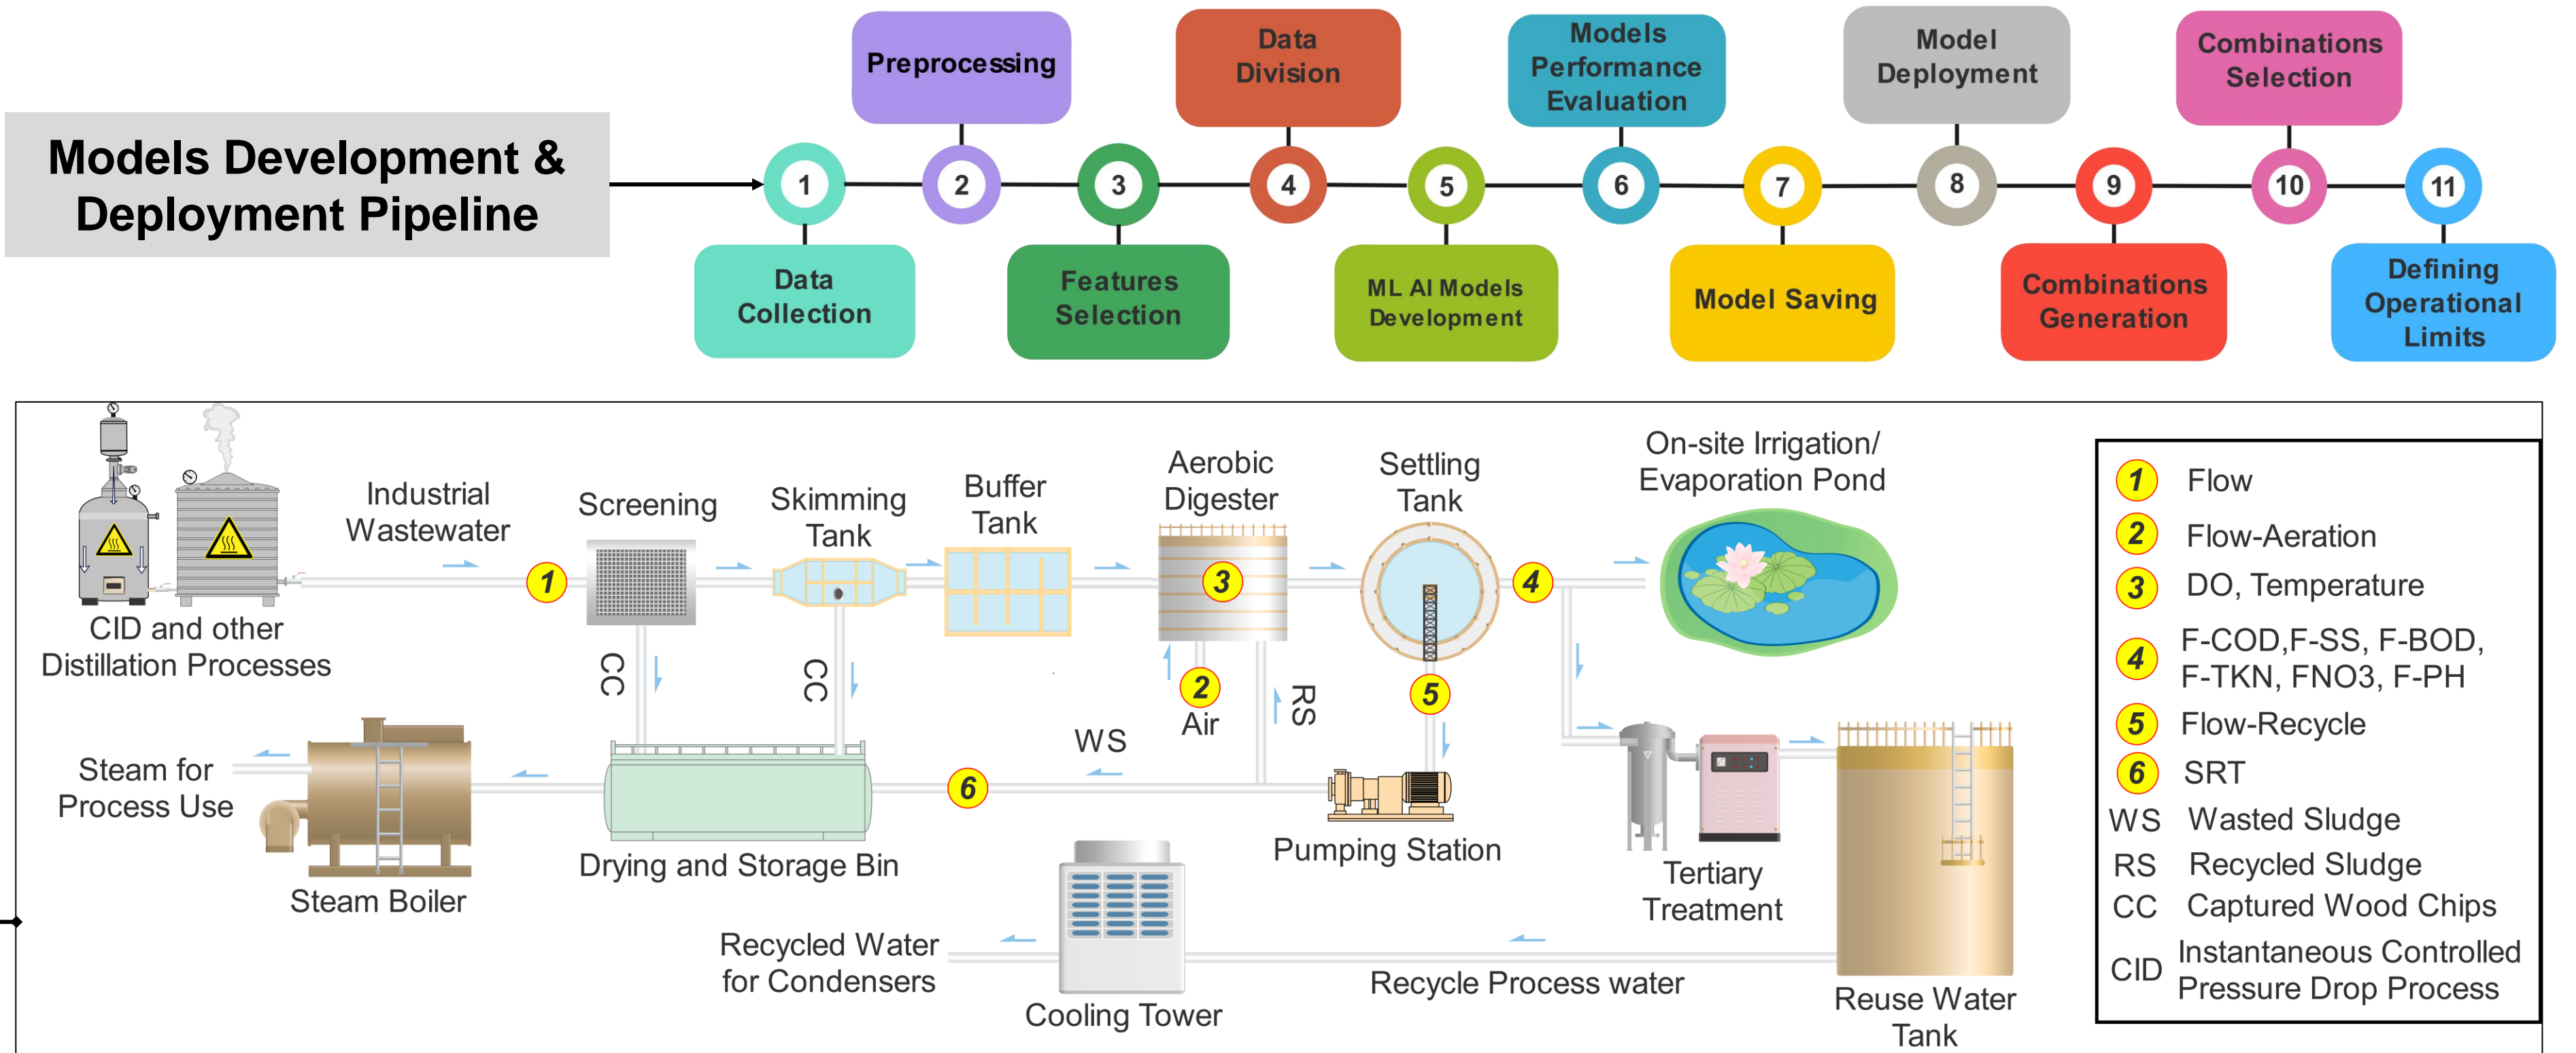 Models Development &
Deployment Pipeline
Preprocessing
Data
Division
Models
Performance
Evaluation
Model
Deployment
Combinations
Selection
1
2
3
4
5
6
7
8
9
10
11
Data
Collection
Features
Selection
ML AI Models
Development
Model Saving
Combinations
Generation
Defining
Operational
Limits
CID and other
Distillation Processes
Industrial
Wastewater
1
Screening
Skimming
Tank
Buffer
Tank
Aerobic
Digester
3
Settling
Tank
4
On-site Irrigation/
Evaporation Pond
CC
CC
2
Air
RS
5
WS
6
Steam for
Process Use
Steam Boiler
Drying and Storage Bin
Pumping Station
Tertiary
Treatment
Recycled Water
for Condensers
Cooling Tower
Recycle Process water
Reuse Water
Tank
1 Flow
2 Flow-Aeration
3 DO, Temperature
4 F-COD,F-SS, F-BOD,
F-TKN, FNO3, F-PH
5 Flow-Recycle
6 SRT
WS Wasted Sludge
RS Recycled Sludge
CC Captured Wood Chips
CID Instantaneous Controlled
Pressure Drop Process